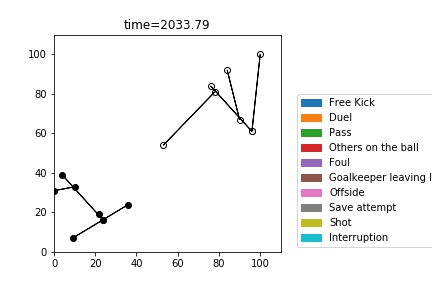 time=2033.79
100
80
60
40
20
0
0 20 40 60 80 100
Free Kick
Duel
Pass
Others on the ball
Foul
Goalkeeper leaving l
Offside
Save attempt
Shot
Interruption